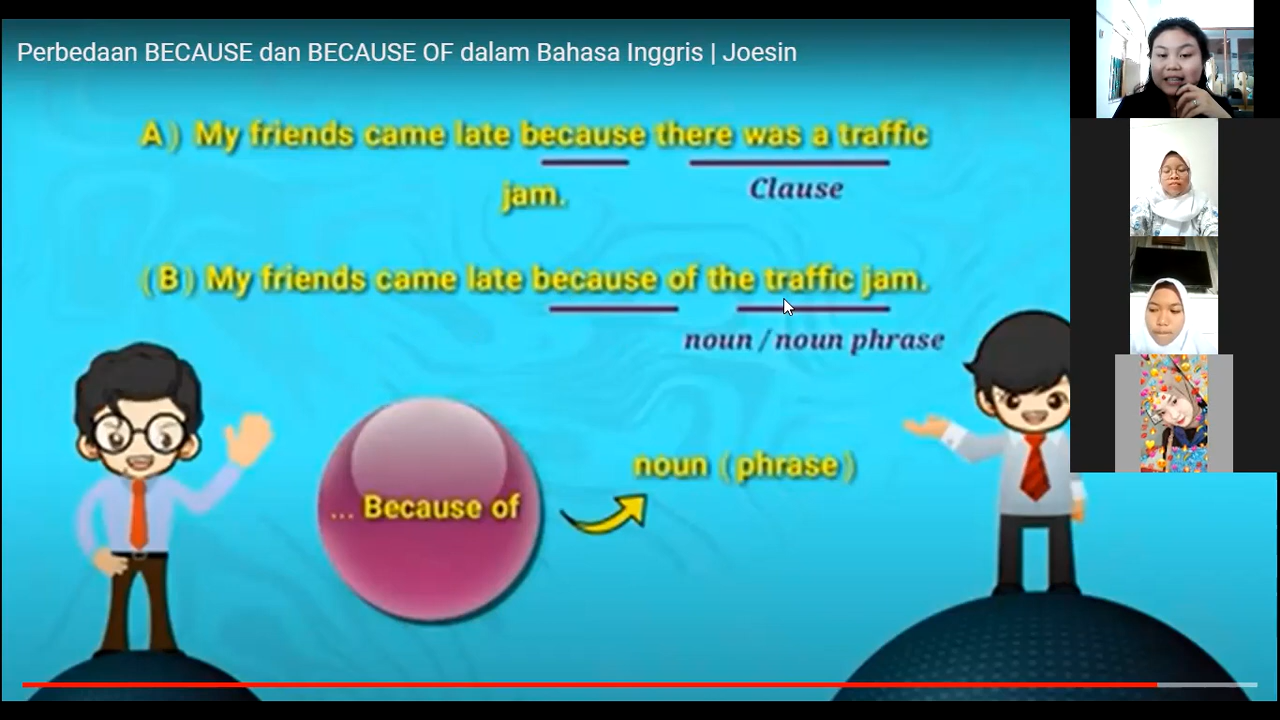 Perbedaan BECAUSE dan BECAUSE OF dalam Bahasa Inggris | Joesin
A) My friends came late because there was a traffic
jam.
Clause
(B) My friends came late because of the traffic jam.
noun / noun phrase
... Because of
noun (phrase)